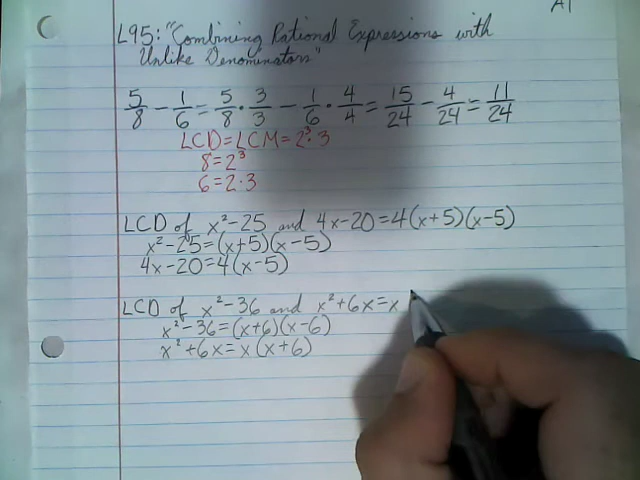 A1
L95: "Combining Rational Expressions with
Unlike Denominators"
5/8 − 1/6 = 5/8 · 3/3 − 1/6 · 4/4 = 15/24 − 4/24 = 11/24
LCD = LCM = 2³ · 3
8 = 2³
6 = 2 · 3
LCD of x² − 25 and 4x − 20 = 4(x + 5)(x − 5)
x² − 25 = (x + 5)(x − 5)
4x − 20 = 4(x − 5)
LCD of x² − 36 and x² + 6x = x
x² − 36 = (x + 6)(x − 6)
x² + 6x = x(x + 6)